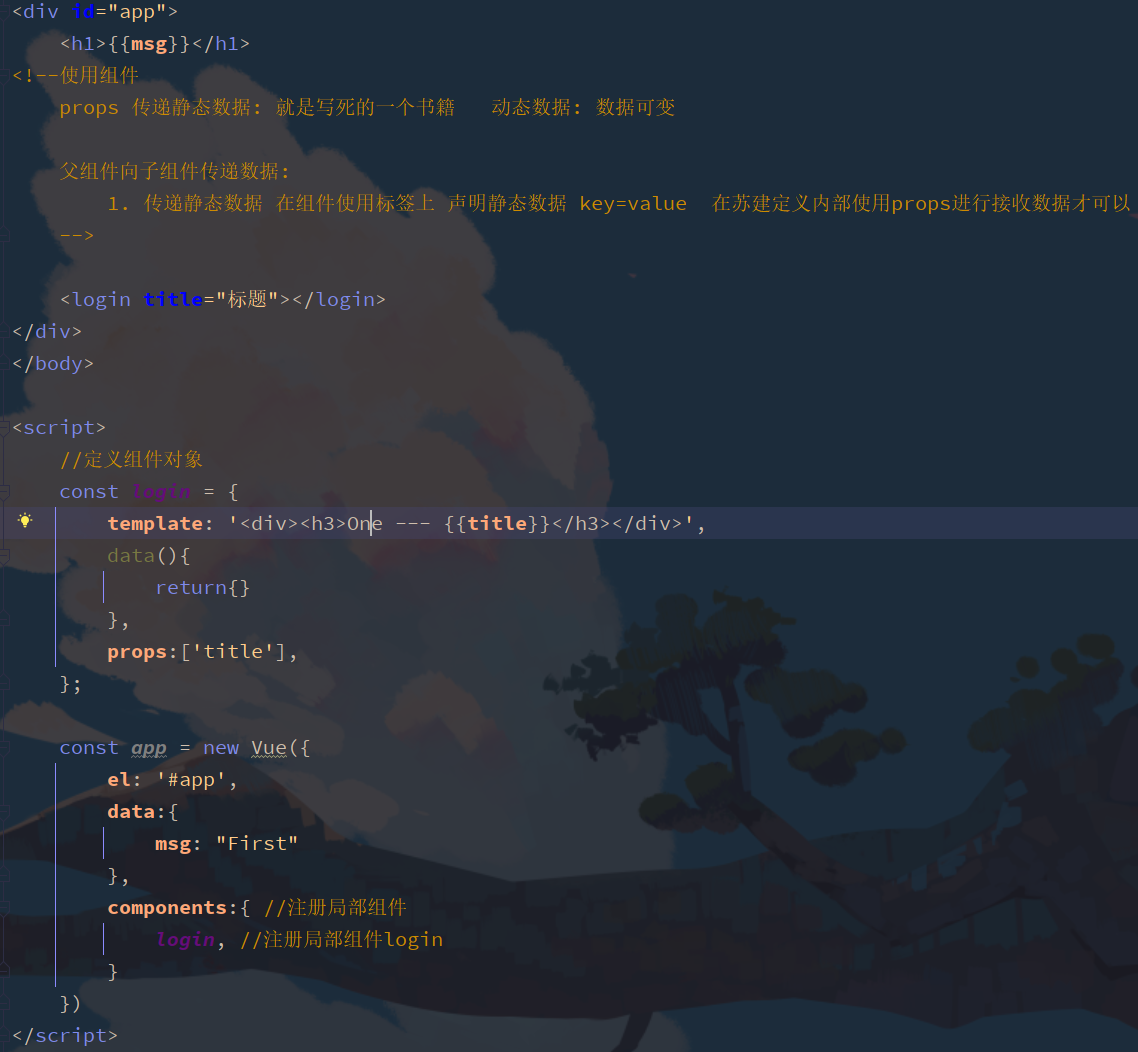 <div id="app">
<h1>{{msg}}</h1>
<!--使用组件
props 传递静态数据: 就是写死的一个书籍   动态数据: 数据可变
父组件向子组件传递数据:
1. 传递静态数据 在组件使用标签上 声明静态数据 key=value  在苏建定义内部使用props进行接收数据才可以
-->
<login title="标题"></login>
</div>
</body>
<script>
//定义组件对象
const login = {
template: '<div><h3>One --- {{title}}</h3></div>',
data(){
return{}
},
props:['title'],
};
const app = new Vue({
el: '#app',
data:{
msg: "First"
},
components:{ //注册局部组件
login, //注册局部组件login
}
})
</script>